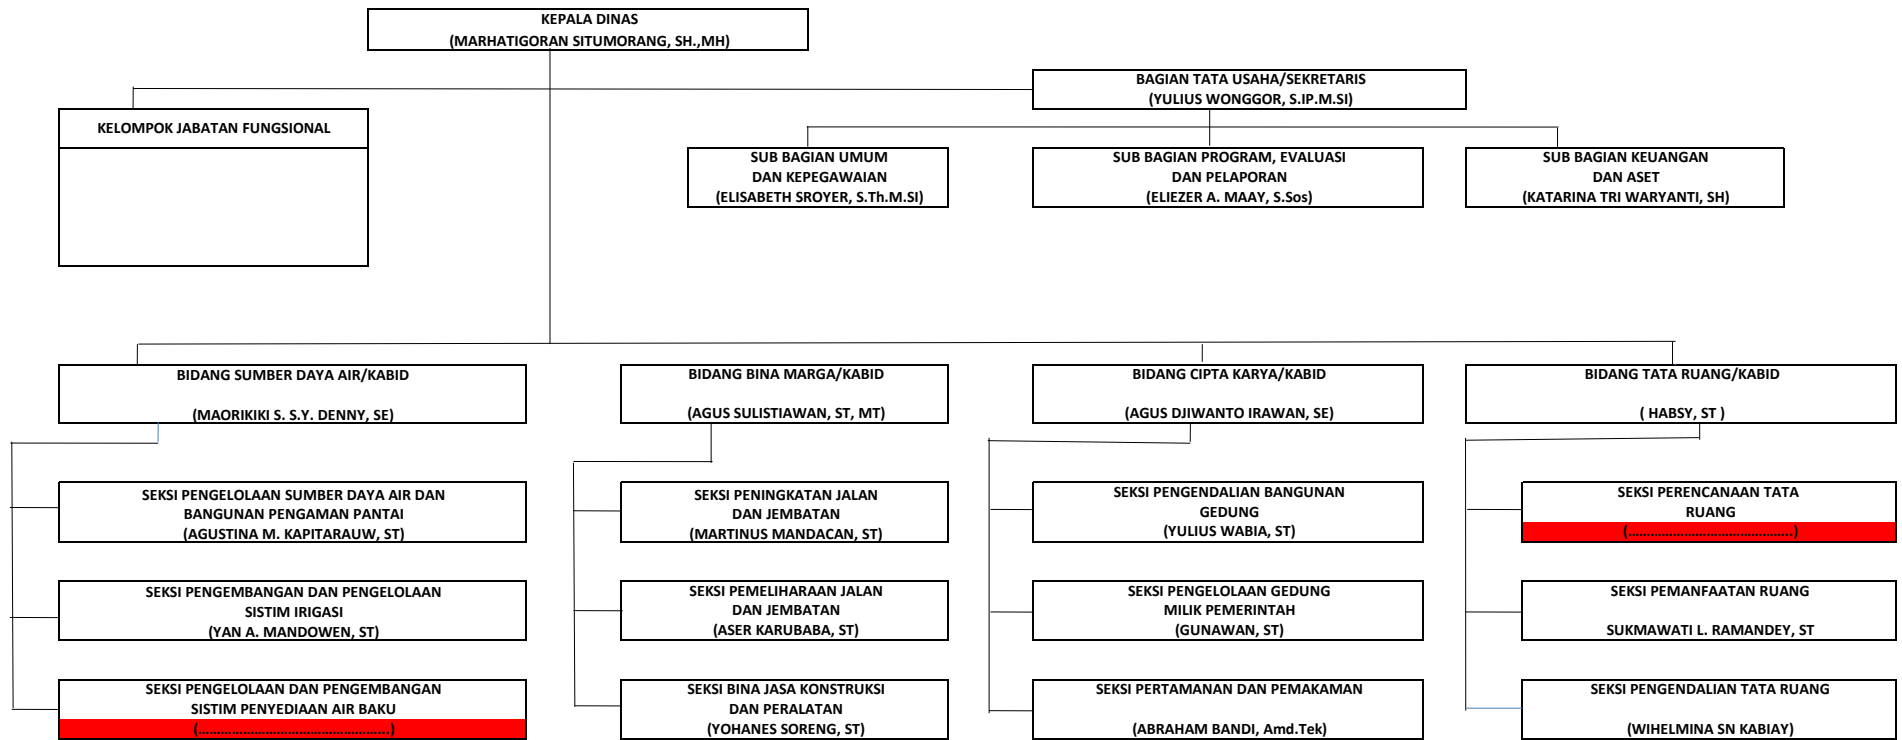 KEPALA DINAS
(MARHATIGORAN SITUMORANG, SH.,MH)
BAGIAN TATA USAHA/SEKRETARIS
(YULIUS WONGGOR, S.IP.M.SI)
KELOMPOK JABATAN FUNGSIONAL
SUB BAGIAN UMUM
DAN KEPEGAWAIAN
(ELISABETH SROYER, S.Th.M.SI)
SUB BAGIAN PROGRAM, EVALUASI
DAN PELAPORAN
(ELIEZER A. MAAY, S.Sos)
SUB BAGIAN KEUANGAN
DAN ASET
(KATARINA TRI WARYANTI, SH)
BIDANG SUMBER DAYA AIR/KABID
(MAORIKIKI S. S.Y. DENNY, SE)
BIDANG BINA MARGA/KABID
(AGUS SULISTIAWAN, ST, MT)
BIDANG CIPTA KARYA/KABID
(AGUS DJIWANTO IRAWAN, SE)
BIDANG TATA RUANG/KABID
( HABSY, ST )
SEKSI PENGELOLAAN SUMBER DAYA AIR DAN
BANGUNAN PENGAMAN PANTAI
(AGUSTINA M. KAPITARAUW, ST)
SEKSI PENINGKATAN JALAN
DAN JEMBATAN
(MARTINUS MANDACAN, ST)
SEKSI PENGENDALIAN BANGUNAN
GEDUNG
(YULIUS WABIA, ST)
SEKSI PERENCANAAN TATA
RUANG
(……………………………………..)
SEKSI PENGEMBANGAN DAN PENGELOLAAN
SISTIM IRIGASI
(YAN A. MANDOWEN, ST)
SEKSI PEMELIHARAAN JALAN
DAN JEMBATAN
(ASER KARUBABA, ST)
SEKSI PENGELOLAAN GEDUNG
MILIK PEMERINTAH
(GUNAWAN, ST)
SEKSI PEMANFAATAN RUANG
SUKMAWATI L. RAMANDEY, ST
SEKSI PENGELOLAAN DAN PENGEMBANGAN
SISTIM PENYEDIAAN AIR BAKU
(…………………………………………..)
SEKSI BINA JASA KONSTRUKSI
DAN PERALATAN
(YOHANES SORENG, ST)
SEKSI PERTAMANAN DAN PEMAKAMAN
(ABRAHAM BANDI, Amd.Tek)
SEKSI PENGENDALIAN TATA RUANG
(WIHELMINA SN KABIAY)